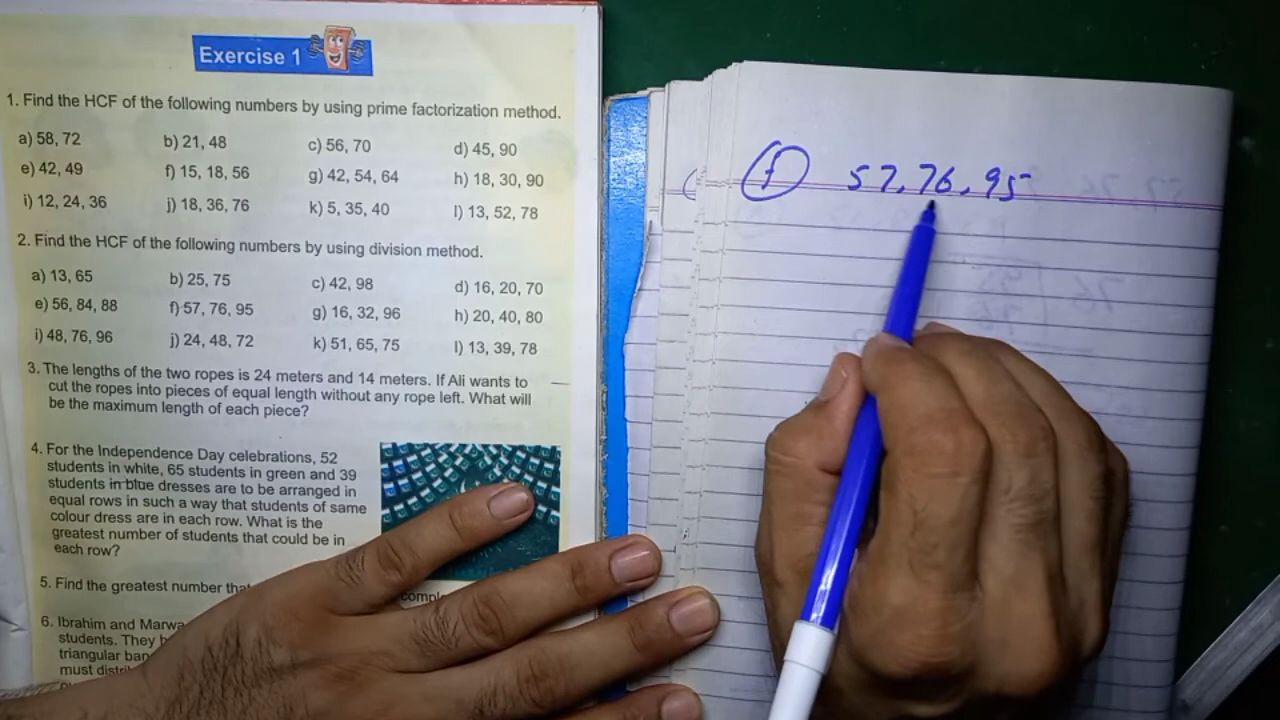 Exercise 1
1. Find the HCF of the following numbers by using prime factorization method.
a) 58, 72 b) 21, 48 c) 56, 70 d) 45, 90
e) 42, 49 f) 15, 18, 56 g) 42, 54, 64 h) 18, 30, 90
i) 12, 24, 36 j) 18, 36, 76 k) 5, 35, 40 l) 13, 52, 78
2. Find the HCF of the following numbers by using division method.
a) 13, 65 b) 25, 75 c) 42, 98 d) 16, 20, 70
e) 56, 84, 88 f) 57, 76, 95 g) 16, 32, 96 h) 20, 40, 80
i) 48, 76, 96 j) 24, 48, 72 k) 51, 65, 75 l) 13, 39, 78
3. The lengths of the two ropes is 24 meters and 14 meters. If Ali wants to
cut the ropes into pieces of equal length without any rope left. What will
be the maximum length of each piece?
4. For the Independence Day celebrations, 52
students in white, 65 students in green and 39
students in blue dresses are to be arranged in
equal rows in such a way that students of same
colour dress are in each row. What is the
greatest number of students that could be in
each row?
5. Find the greatest number
6. Ibrahim and Marwa
students. They
triangular
must
f 57, 76, 95